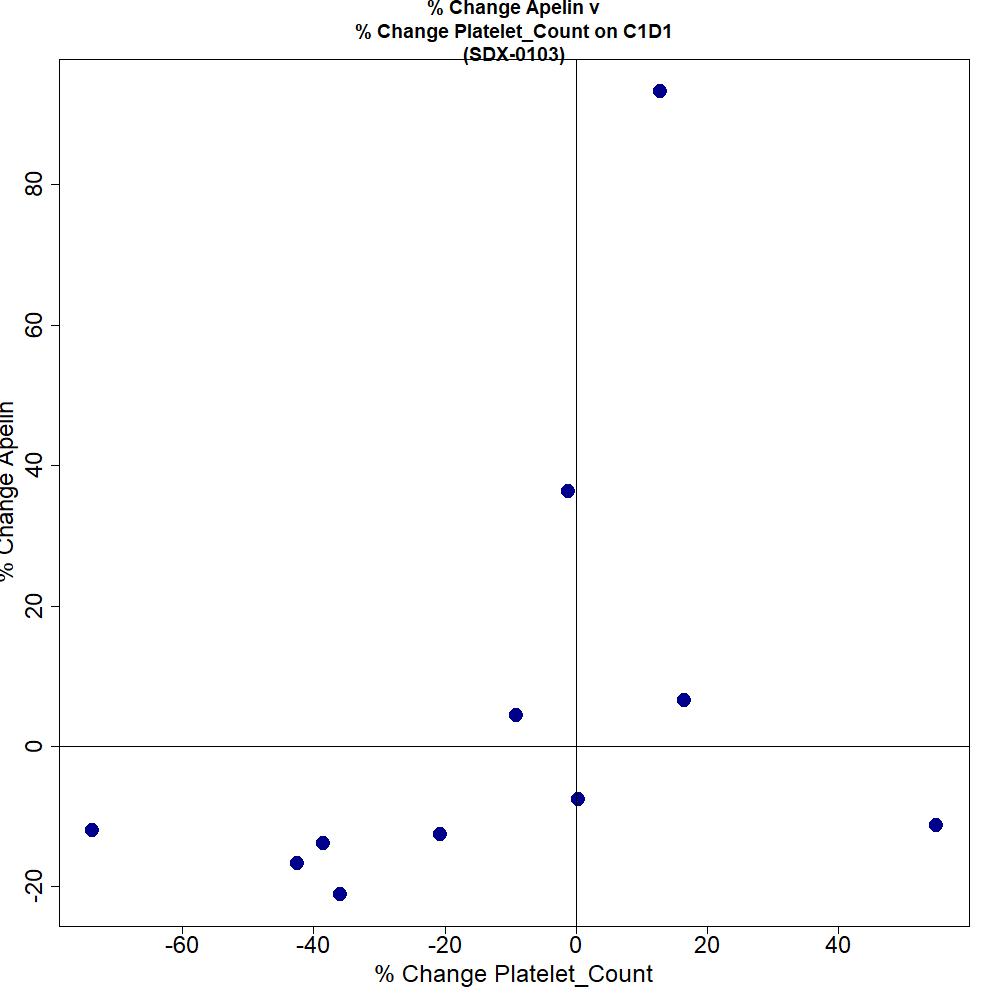 % Change Apelin v
% Change Platelet_Count on C1D1
(SDX-0103)
80
60
40
20
0
-20
% Change Apelin
-60 -40 -20 0 20 40
% Change Platelet_Count